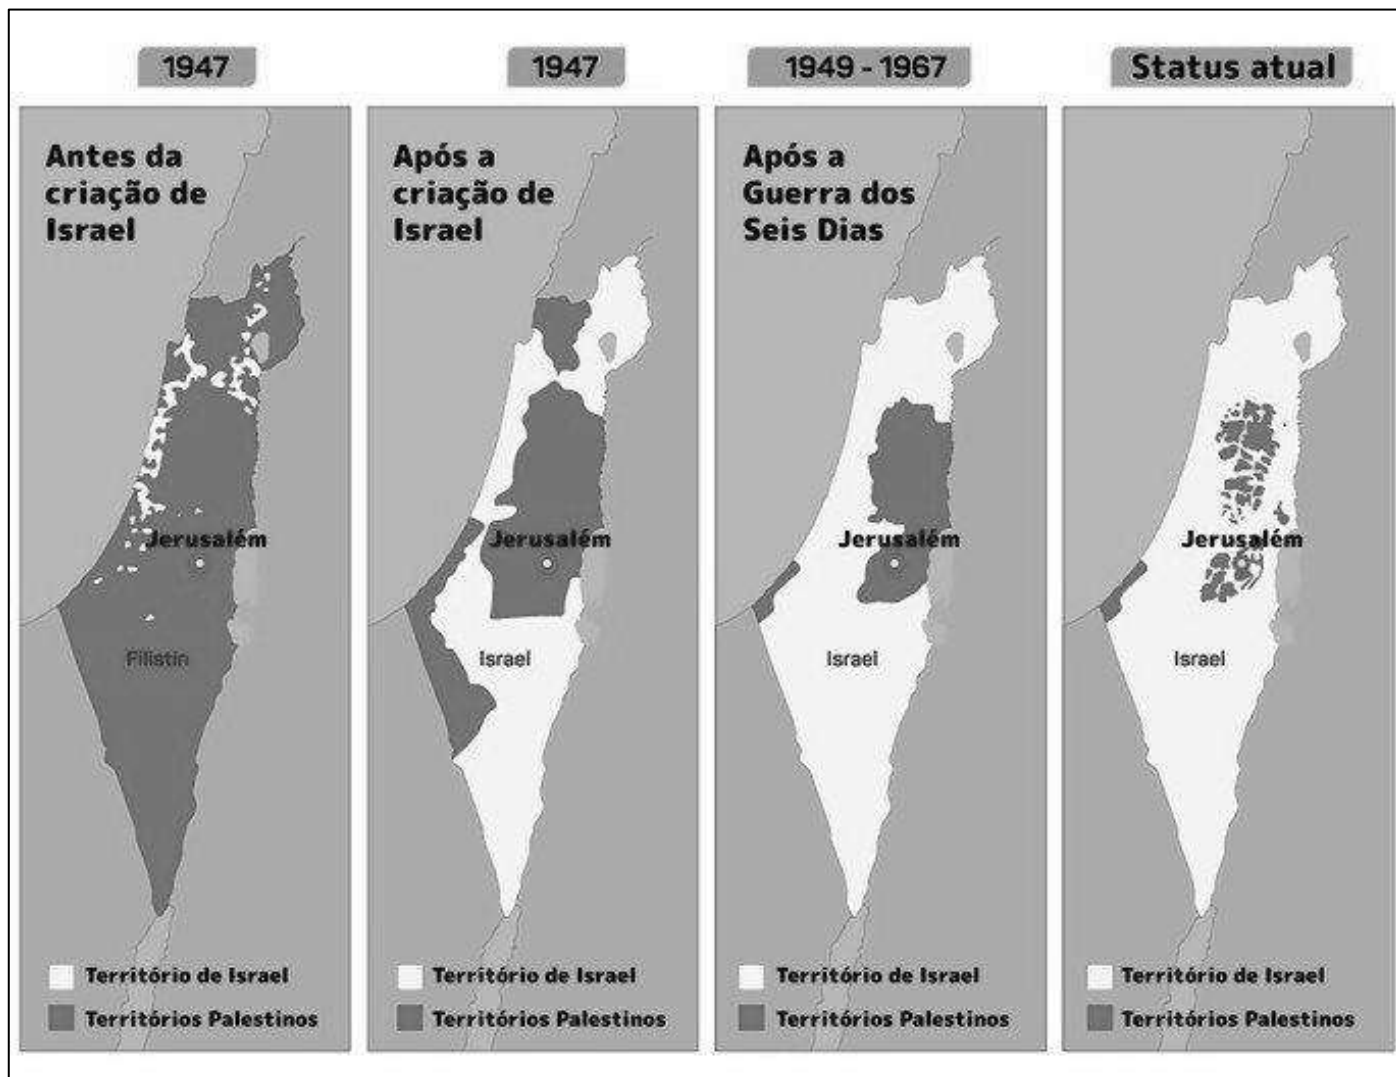 1947
Antes da
criação de
Israel
Jerusalém
Filistin
Território de Israel
Territórios Palestinos
1947
Após a
criação de
Israel
Jerusalém
Israel
Território de Israel
Territórios Palestinos
1949 - 1967
Após a
Guerra dos
Seis Dias
Jerusalém
Israel
Território de Israel
Territórios Palestinos
Status atual
Jerusalém
Israel
Território de Israel
Territórios Palestinos